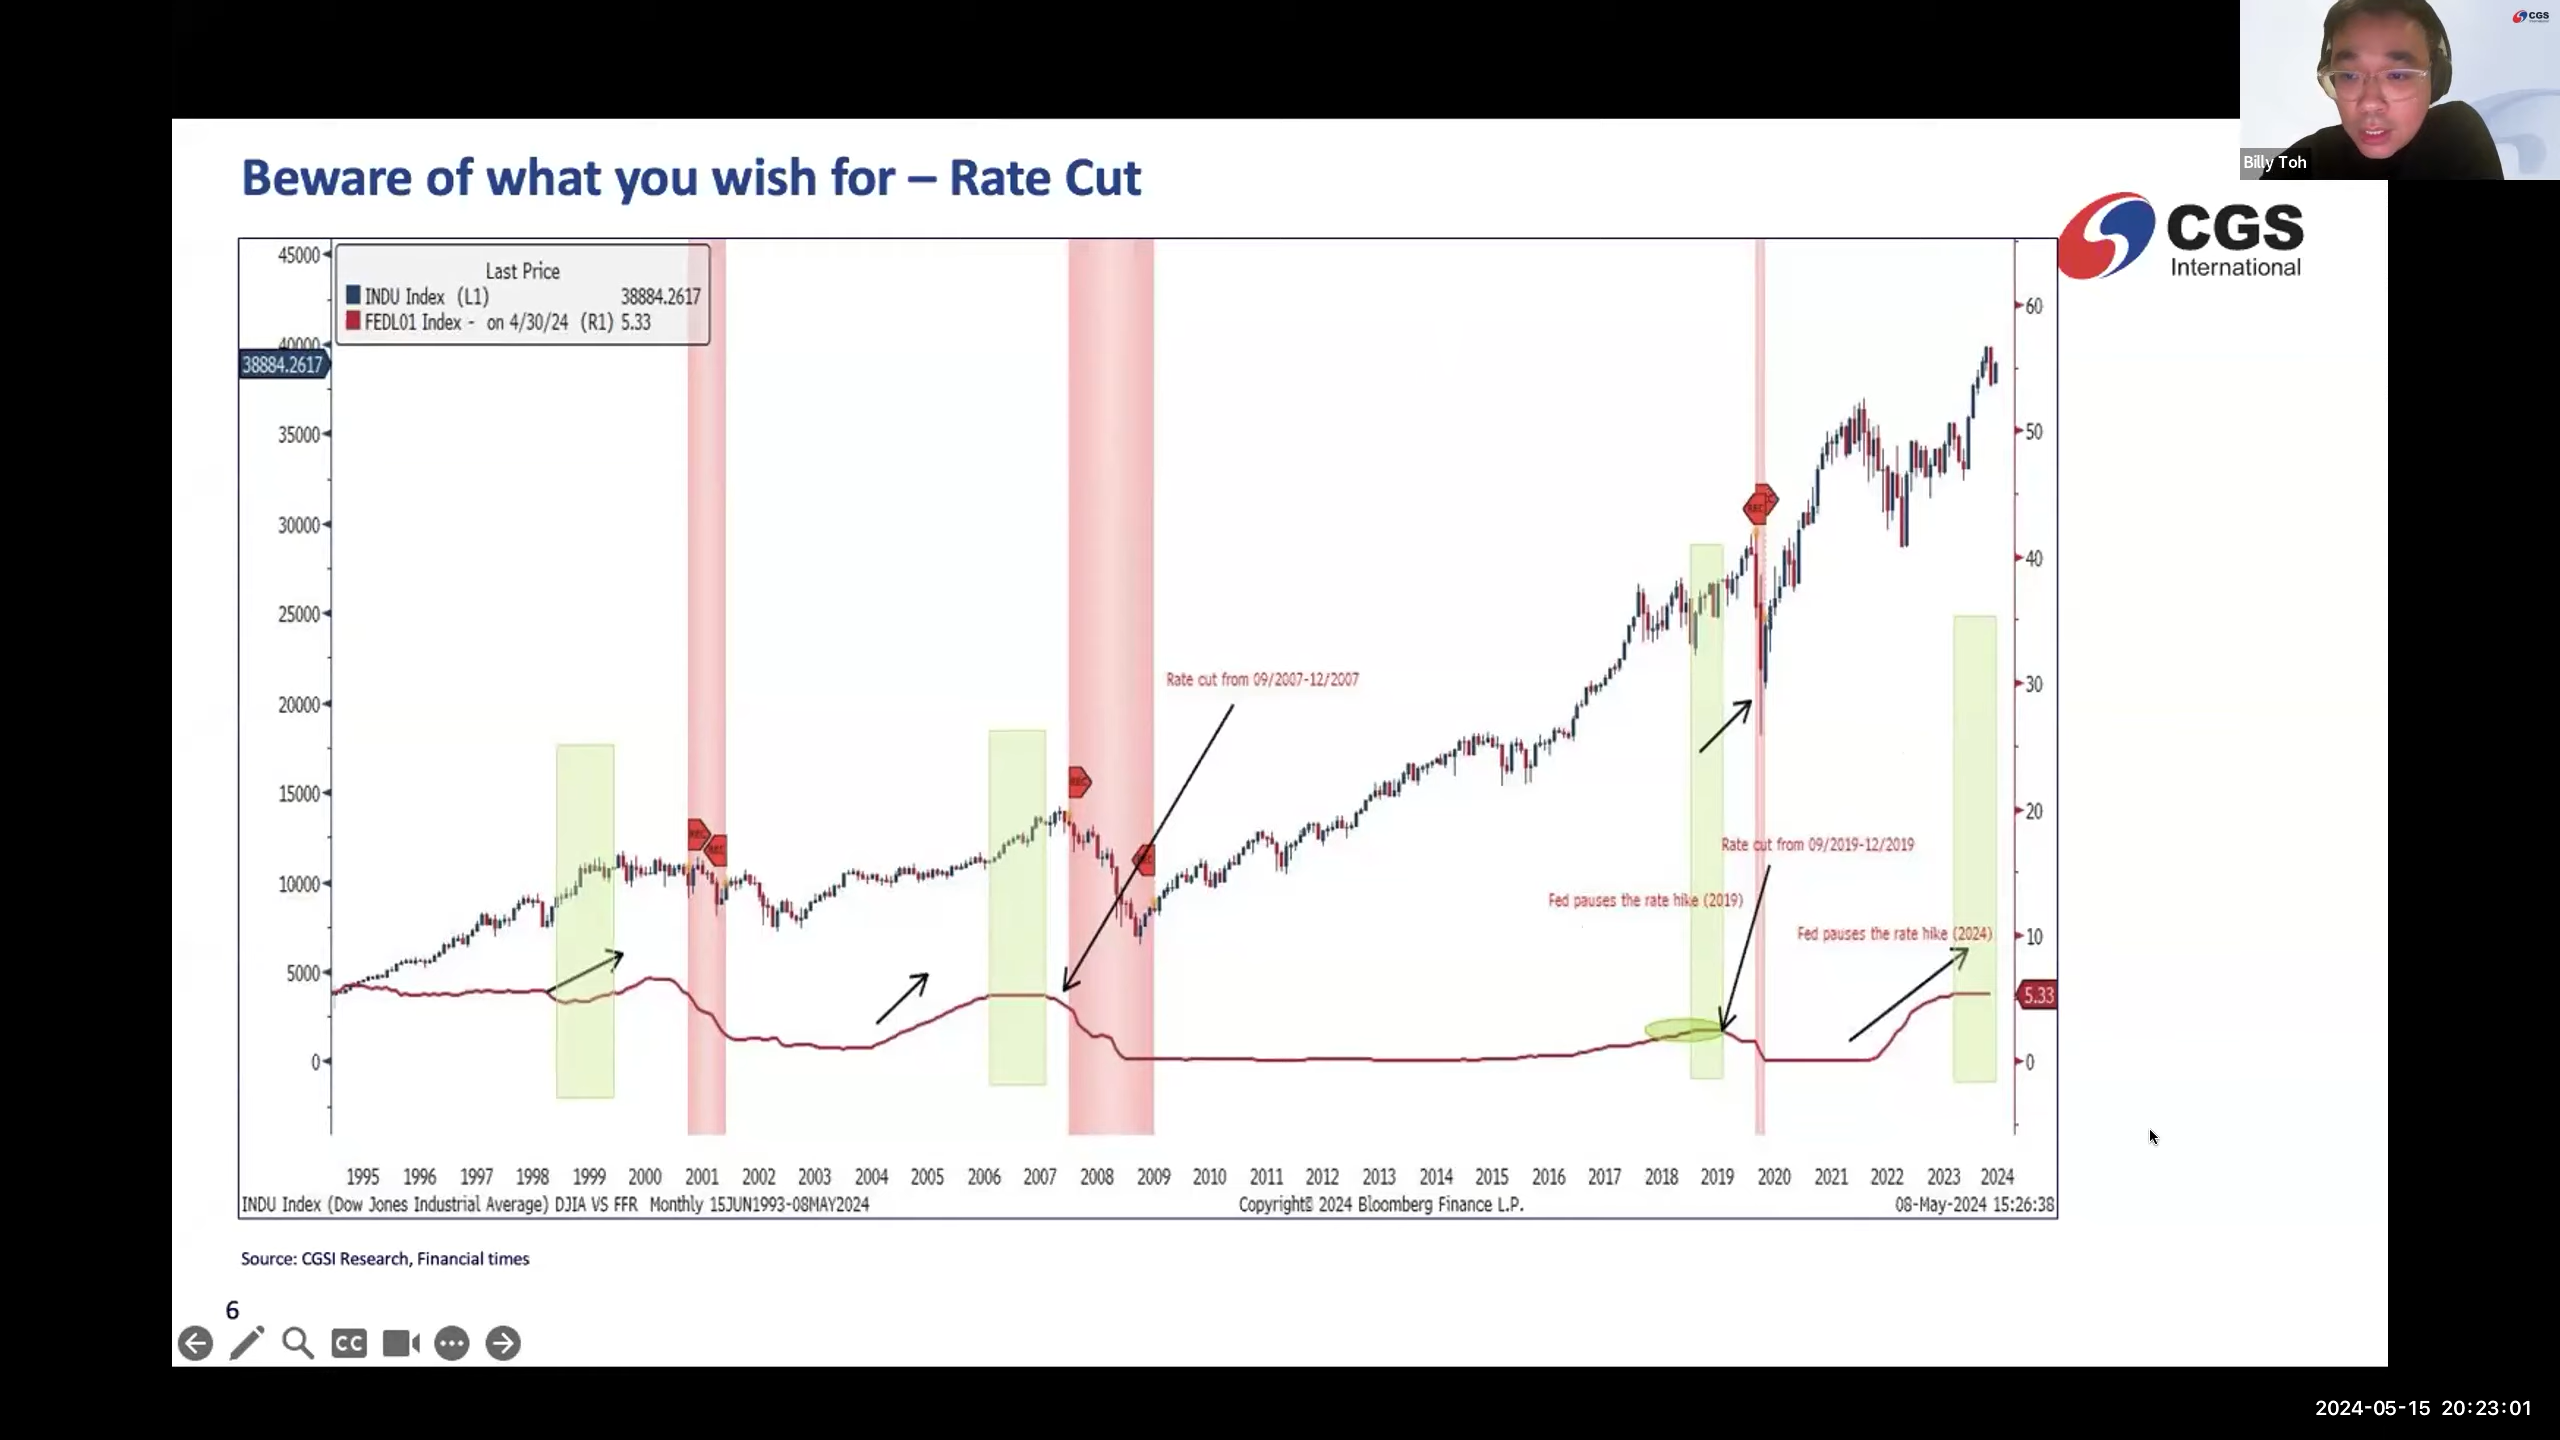 CGS
International
Billy Toh
Beware of what you wish for – Rate Cut
CGS
International
Last Price
INDU Index (L1) 38884.2617
FEDL01 Index - on 4/30/24 (R1) 5.33
45000
40000
38884.2617
35000
30000
25000
20000
15000
10000
5000
0
60
50
40
30
20
10
5.33
0
REC
REC
REC
REC
REC
Rate cut from 09/2007-12/2007
Rate cut from 09/2019-12/2019
Fed pauses the rate hike (2019)
Fed pauses the rate hike (2024)
1995 1996 1997 1998 1999 2000 2001 2002 2003 2004 2005 2006 2007 2008 2009 2010 2011 2012 2013 2014 2015 2016 2017 2018 2019 2020 2021 2022 2023 2024
INDU Index (Dow Jones Industrial Average) DJIA VS FFR Monthly 15JUN1993-08MAY2024 Copyright© 2024 Bloomberg Finance L.P. 08-May-2024 15:26:38
Source: CGSI Research, Financial times
6
CC
2024-05-15 20:23:01